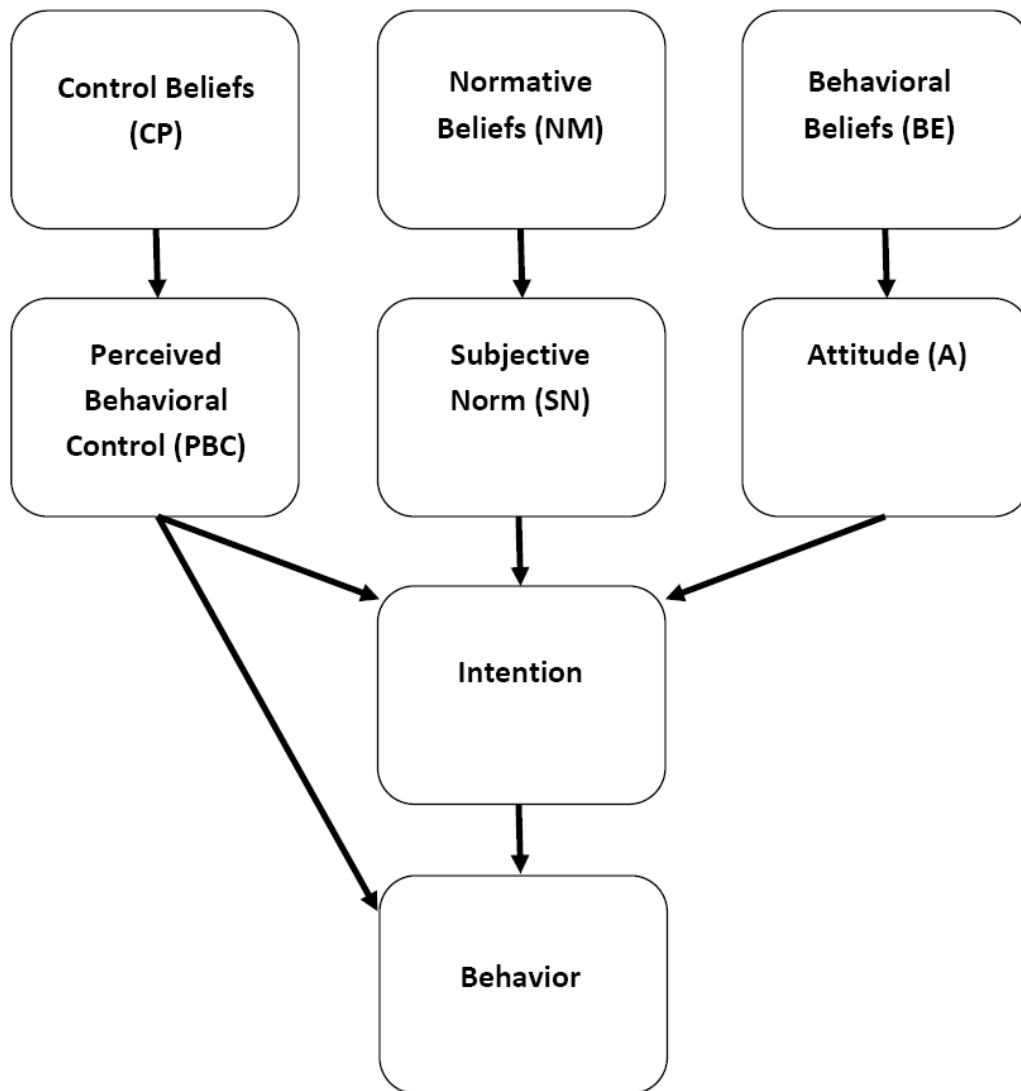 Control Beliefs
(CP)
Normative
Beliefs (NM)
Behavioral
Beliefs (BE)
Perceived
Behavioral
Control (PBC)
Subjective
Norm (SN)
Attitude (A)
Intention
Behavior